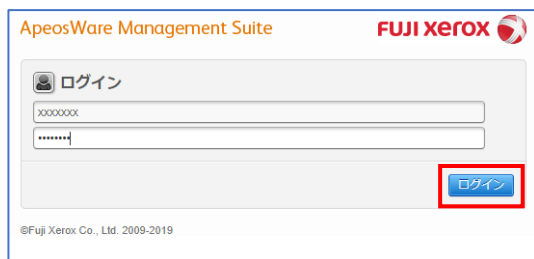 ApeosWare Management Suite
FUJI xerox
ログイン
xxxxxxx
••••••••
ログイン
©Fuji Xerox Co., Ltd. 2009-2019